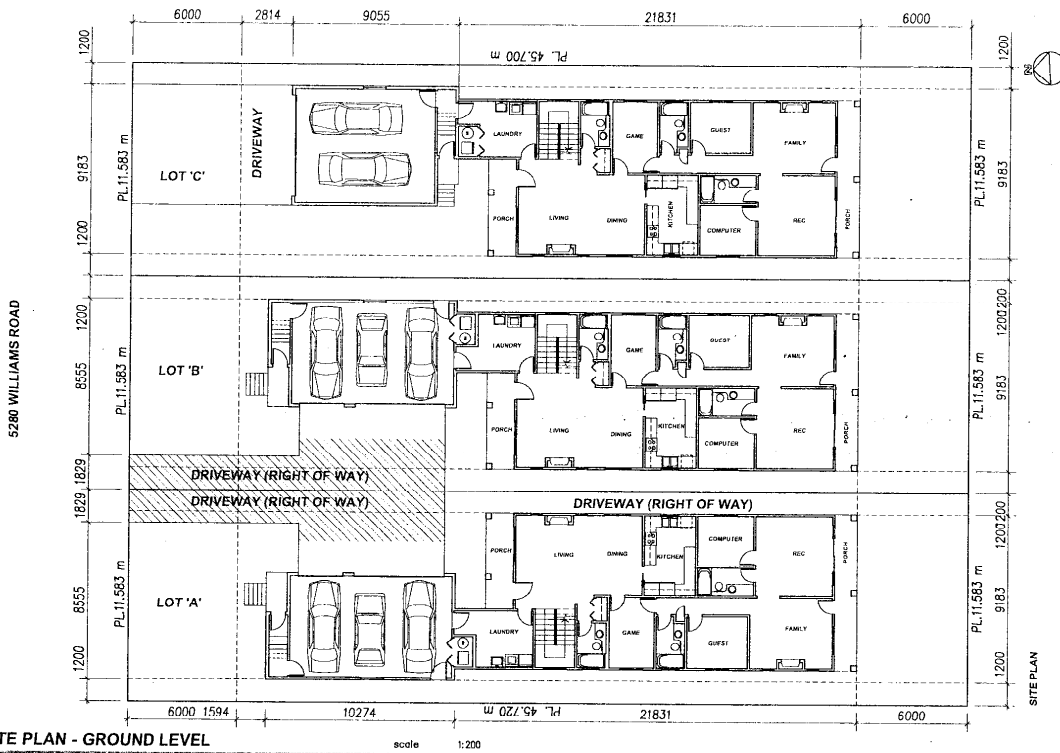 6000 2814 9055 21831 6000
1200
1200
PL. 45.700 m
9183
PL.11.583 m
LOT 'C'
DRIVEWAY
LAUNDRY
GAME
GUEST
FAMILY
PORCH
LIVING
DINING
KITCHEN
COMPUTER
REC
PORCH
PL.11.583 m
9183
1200
5280 WILLIAMS ROAD
1200
8555
PL.11.583 m
LOT 'B'
LAUNDRY
GAME
GUEST
FAMILY
PORCH
LIVING
DINING
KITCHEN
COMPUTER
REC
PORCH
PL.11.583 m
1200
1200
9183
1829
DRIVEWAY (RIGHT OF WAY)
1829
DRIVEWAY (RIGHT OF WAY)
DRIVEWAY (RIGHT OF WAY)
1200
1200
PORCH
LIVING
DINING
KITCHEN
COMPUTER
REC
PORCH
8555
PL.11.583 m
LOT 'A'
LAUNDRY
GAME
GUEST
FAMILY
PL.11.583 m
9183
1200
1200
SITE PLAN
6000 1594 10274 PL. 45.720 m 21831 6000
TE PLAN - GROUND LEVEL
scale 1:200